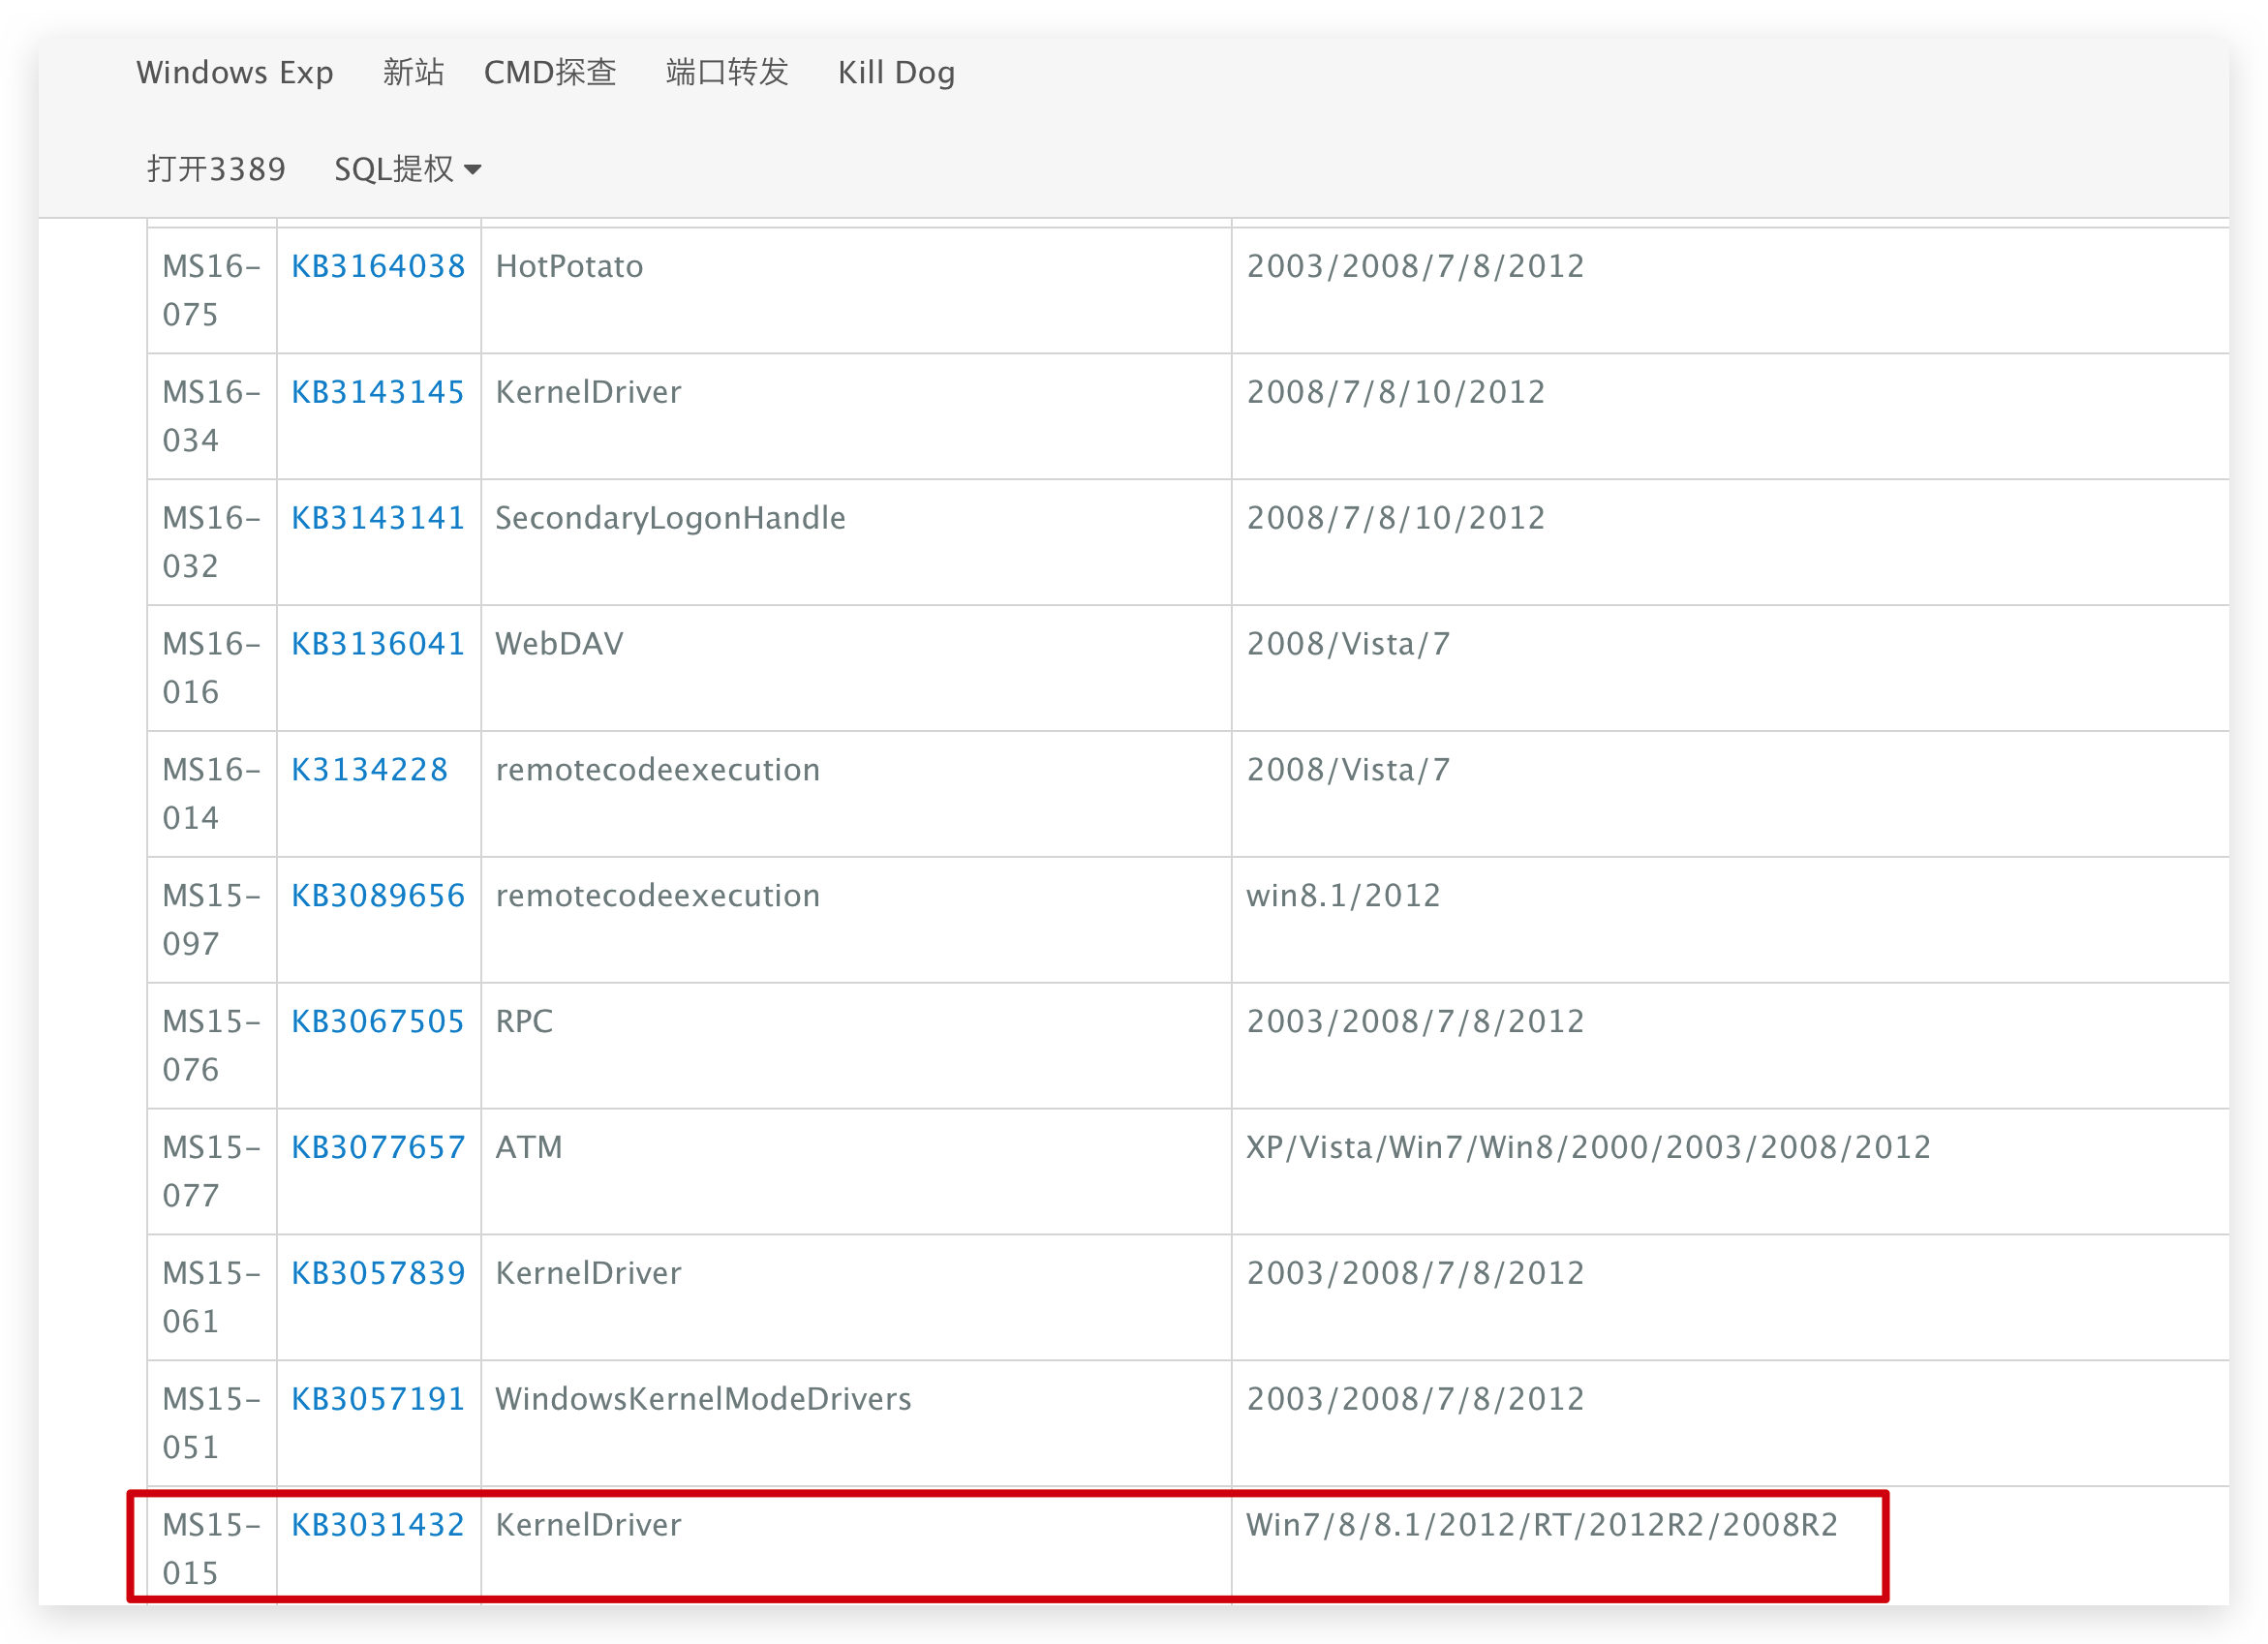 Windows Exp 新站 CMD探查 端口转发 Kill Dog
打开3389 SQL提权
MS16-075 KB3164038 HotPotato 2003/2008/7/8/2012
MS16-034 KB3143145 KernelDriver 2008/7/8/10/2012
MS16-032 KB3143141 SecondaryLogonHandle 2008/7/8/10/2012
MS16-016 KB3136041 WebDAV 2008/Vista/7
MS16-014 K3134228 remotecodeexecution 2008/Vista/7
MS15-097 KB3089656 remotecodeexecution win8.1/2012
MS15-076 KB3067505 RPC 2003/2008/7/8/2012
MS15-077 KB3077657 ATM XP/Vista/Win7/Win8/2000/2003/2008/2012
MS15-061 KB3057839 KernelDriver 2003/2008/7/8/2012
MS15-051 KB3057191 WindowsKernelModeDrivers 2003/2008/7/8/2012
MS15-015 KB3031432 KernelDriver Win7/8/8.1/2012/RT/2012R2/2008R2